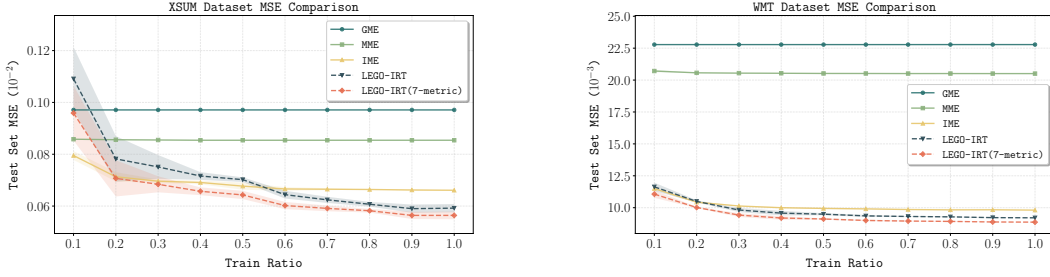 XSUM Dataset MSE Comparison
Test Set MSE (10⁻²)
0.12
0.10
0.08
0.06
GME
MME
IME
LEGO-IRT
LEGO-IRT(7-metric)
0.1 0.2 0.3 0.4 0.5 0.6 0.7 0.8 0.9 1.0
Train Ratio
WMT Dataset MSE Comparison
Test Set MSE (10⁻³)
25.0
22.5
20.0
17.5
15.0
12.5
10.0
GME
MME
IME
LEGO-IRT
LEGO-IRT(7-metric)
0.1 0.2 0.3 0.4 0.5 0.6 0.7 0.8 0.9 1.0
Train Ratio